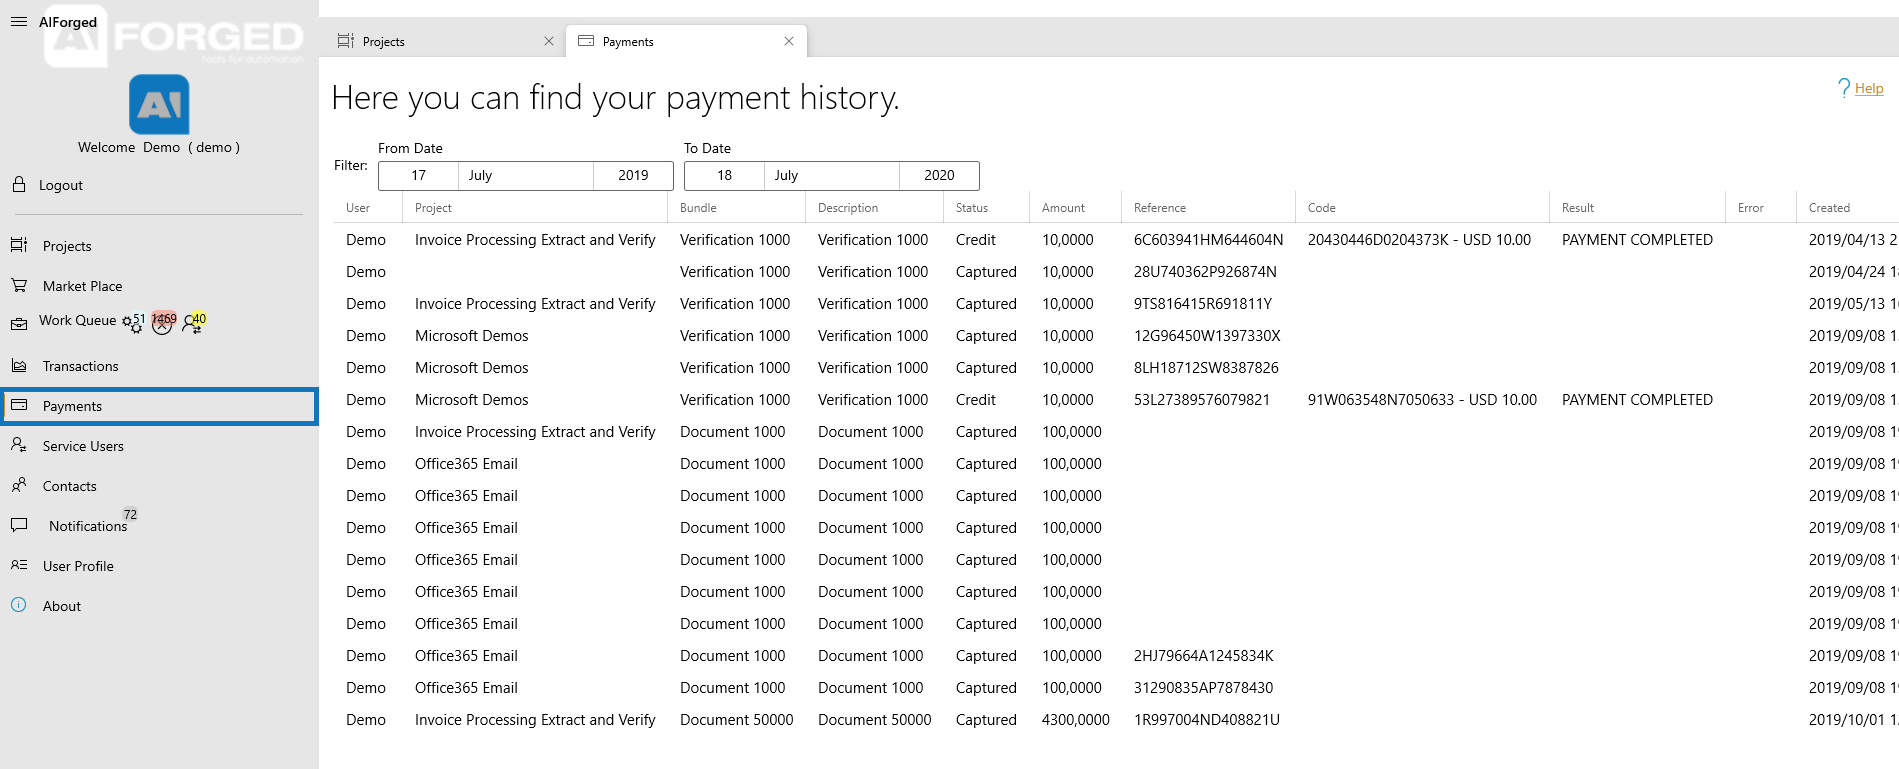 AIForged
AI FORGED
tools for automation
AI
Welcome Demo ( demo )
Logout
Projects
Market Place
Work Queue 51 1469 40
Transactions
Payments
Service Users
Contacts
Notifications 72
User Profile
About
Projects Payments
Here you can find your payment history.
Help
From Date To Date
Filter: 17 July 2019 18 July 2020
User Project Bundle Description Status Amount Reference Code Result Error Created
Demo Invoice Processing Extract and Verify Verification 1000 Verification 1000 Credit 10,0000 6C603941HM644604N 20430446D0204373K - USD 10.00 PAYMENT COMPLETED 2019/04/13 2
Demo Verification 1000 Verification 1000 Captured 10,0000 28U740362P926874N 2019/04/24 18
Demo Invoice Processing Extract and Verify Verification 1000 Verification 1000 Captured 10,0000 9TS816415R691811Y 2019/05/13 1
Demo Microsoft Demos Verification 1000 Verification 1000 Captured 10,0000 12G96450W1397330X 2019/09/08 1
Demo Microsoft Demos Verification 1000 Verification 1000 Captured 10,0000 8LH18712SW8387826 2019/09/08 1
Demo Microsoft Demos Verification 1000 Verification 1000 Credit 10,0000 53L27389576079821 91W063548N7050633 - USD 10.00 PAYMENT COMPLETED 2019/09/08 1
Demo Invoice Processing Extract and Verify Document 1000 Document 1000 Captured 100,0000 2019/09/08 19
Demo Office365 Email Document 1000 Document 1000 Captured 100,0000 2019/09/08 19
Demo Office365 Email Document 1000 Document 1000 Captured 100,0000 2019/09/08 19
Demo Office365 Email Document 1000 Document 1000 Captured 100,0000 2019/09/08 19
Demo Office365 Email Document 1000 Document 1000 Captured 100,0000 2019/09/08 19
Demo Office365 Email Document 1000 Document 1000 Captured 100,0000 2019/09/08 19
Demo Office365 Email Document 1000 Document 1000 Captured 100,0000 2019/09/08 19
Demo Office365 Email Document 1000 Document 1000 Captured 100,0000 2HJ79664A1245834K 2019/09/08 19
Demo Office365 Email Document 1000 Document 1000 Captured 100,0000 31290835AP7878430 2019/09/08 19
Demo Invoice Processing Extract and Verify Document 50000 Document 50000 Captured 4300,0000 1R997004ND408821U 2019/10/01 1